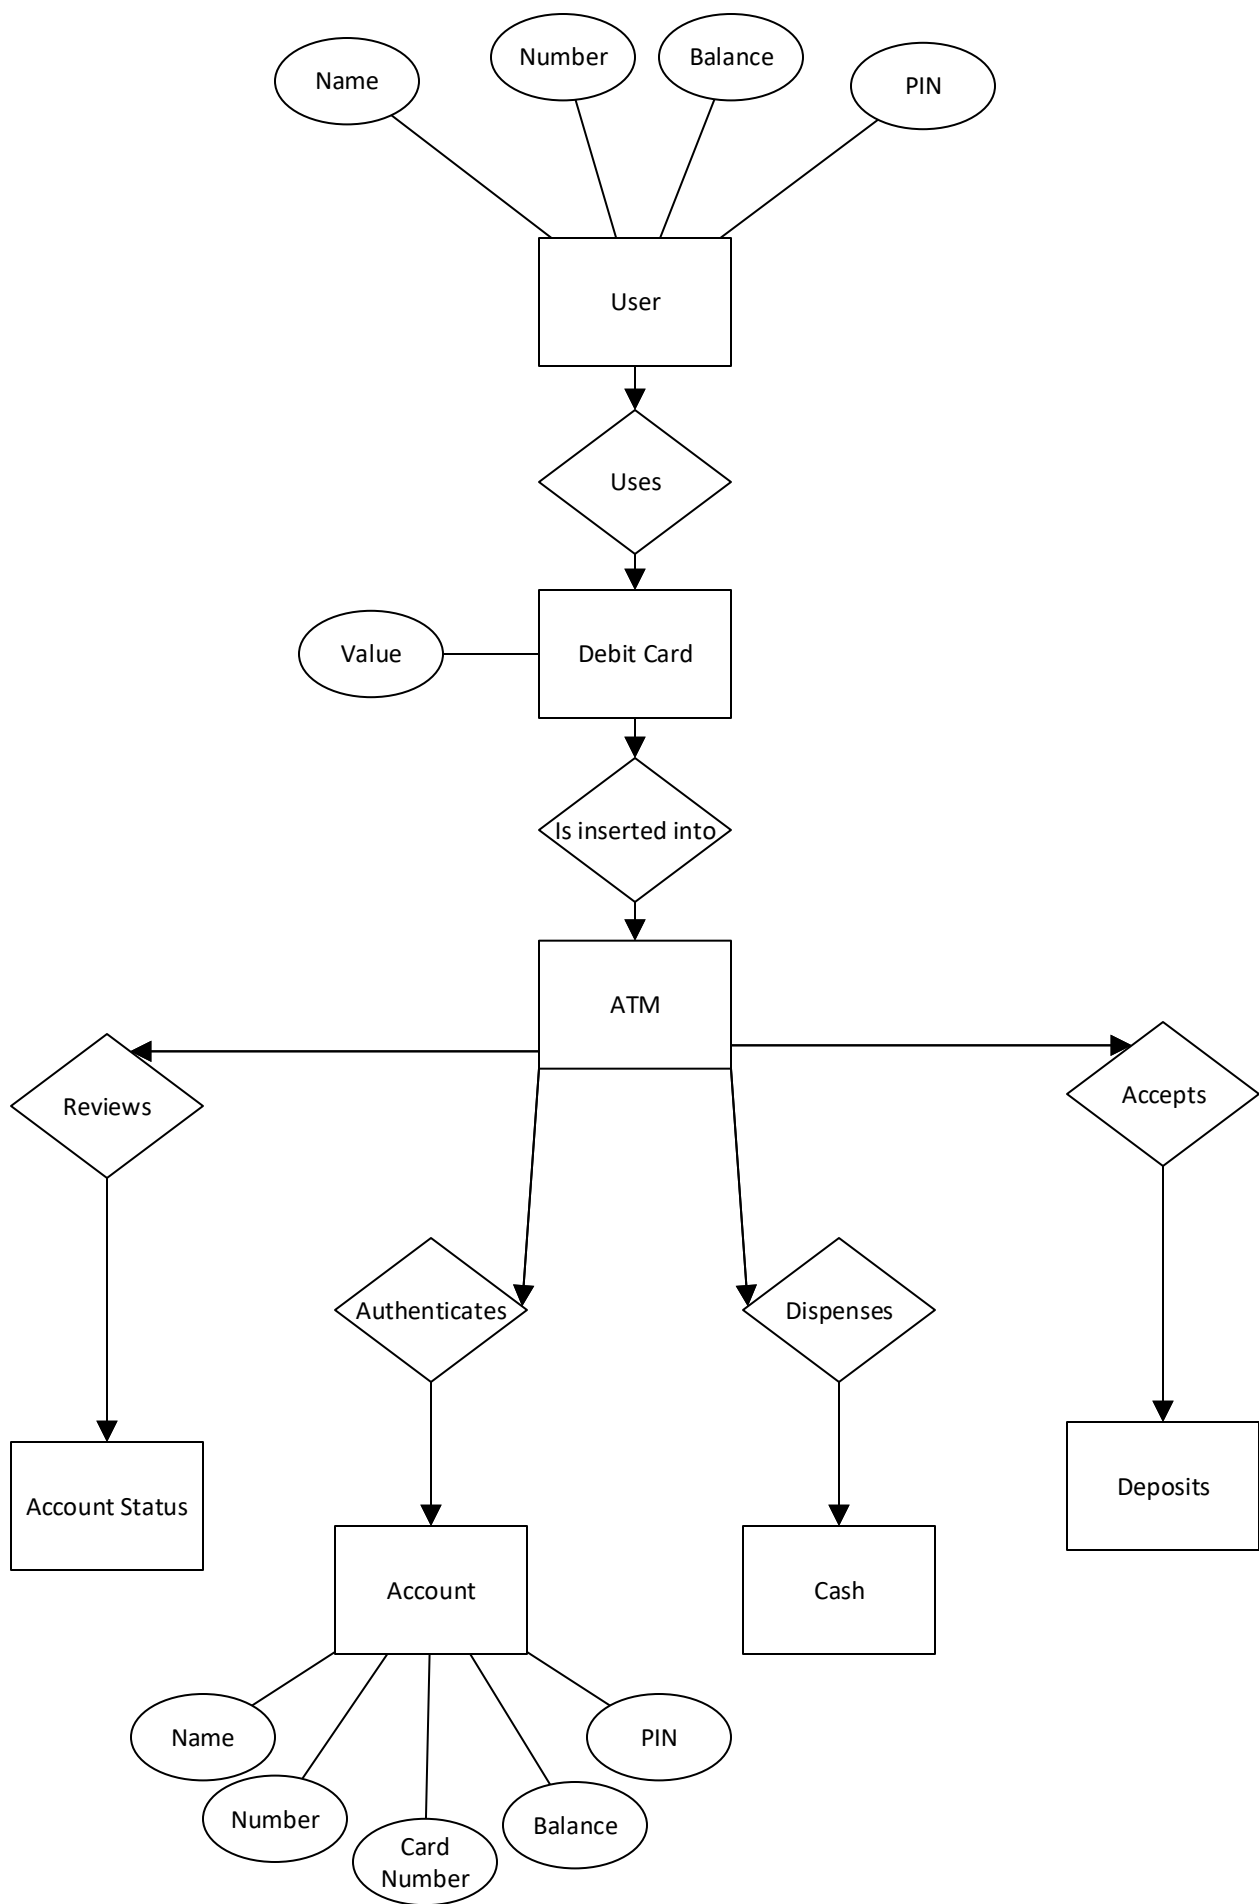 Name
Number
Balance
PIN
User
Uses
Value
Debit Card
Is inserted into
ATM
Reviews
Accepts
Authenticates
Dispenses
Account Status
Deposits
Account
Cash
Name
PIN
Number
Balance
Card
Number